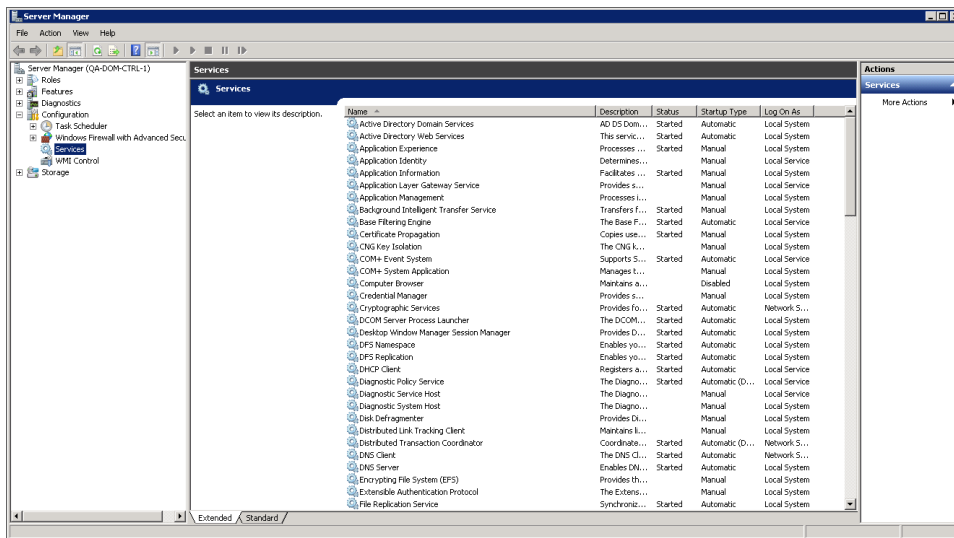 Server Manager
File Action View Help
Server Manager (QA-DOM-CTRL-1)
Roles
Features
Diagnostics
Configuration
Task Scheduler
Windows Firewall with Advanced Secu
Services
WMI Control
Storage
Services
Services
Select an item to view its description.
Name Description Status Startup Type Log On As
Active Directory Domain Services AD DS Dom... Started Automatic Local System
Active Directory Web Services This servic... Started Automatic Local System
Application Experience Processes ... Started Manual Local System
Application Identity Determines... Manual Local Service
Application Information Facilitates ... Started Manual Local System
Application Layer Gateway Service Provides s... Manual Local Service
Application Management Processes i... Manual Local System
Background Intelligent Transfer Service Transfers f... Started Manual Local System
Base Filtering Engine The Base F... Started Automatic Local Service
Certificate Propagation Copies use... Started Manual Local System
CNG Key Isolation The CNG k... Manual Local System
COM+ Event System Supports S... Started Automatic Local Service
COM+ System Application Manages t... Manual Local System
Computer Browser Maintains a... Disabled Local System
Credential Manager Provides s... Manual Local System
Cryptographic Services Provides fo... Started Automatic Network S...
DCOM Server Process Launcher The DCOM... Started Automatic Local System
Desktop Window Manager Session Manager Provides D... Started Automatic Local System
DFS Namespace Enables yo... Started Automatic Local System
DFS Replication Enables yo... Started Automatic Local System
DHCP Client Registers a... Started Automatic Local Service
Diagnostic Policy Service The Diagno... Started Automatic (D... Local Service
Diagnostic Service Host The Diagno... Manual Local Service
Diagnostic System Host The Diagno... Manual Local System
Disk Defragmenter Provides Di... Manual Local System
Distributed Link Tracking Client Maintains li... Manual Local System
Distributed Transaction Coordinator Coordinate... Started Automatic (D... Network S...
DNS Client The DNS Cl... Started Automatic Network S...
DNS Server Enables DN... Started Automatic Local System
Encrypting File System (EFS) Provides th... Manual Local System
Extensible Authentication Protocol The Extens... Manual Local System
File Replication Service Synchroniz... Started Automatic Local System
Extended Standard
Actions
Services
More Actions